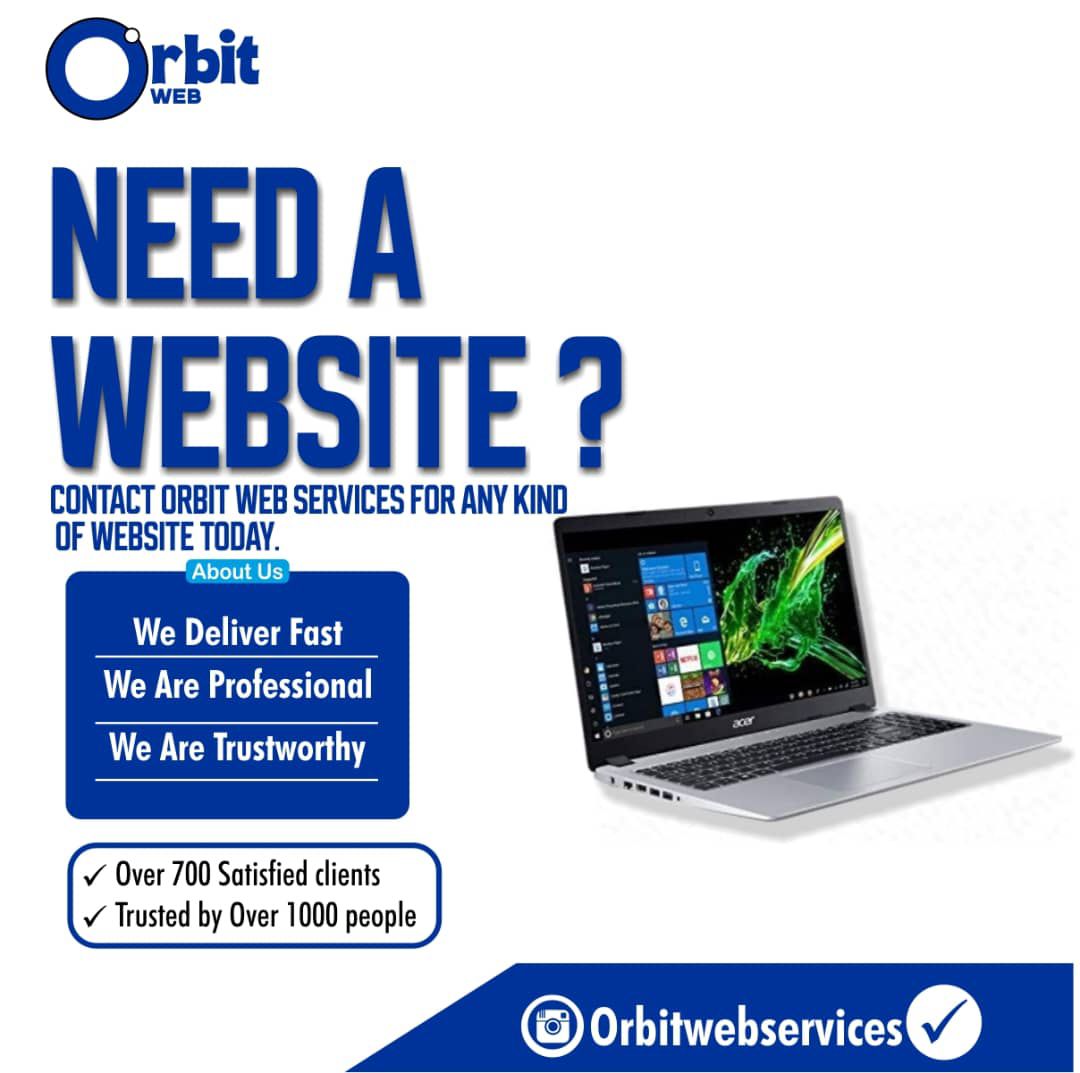 Orbit
WEB
NEED A
WEBSITE ?
CONTACT ORBIT WEB SERVICES FOR ANY KIND
OF WEBSITE TODAY.
About Us
We Deliver Fast
We Are Professional
We Are Trustworthy
✓ Over 700 Satisfied clients
✓ Trusted by Over 1000 people
NETFLIX
acer
Orbitwebservices